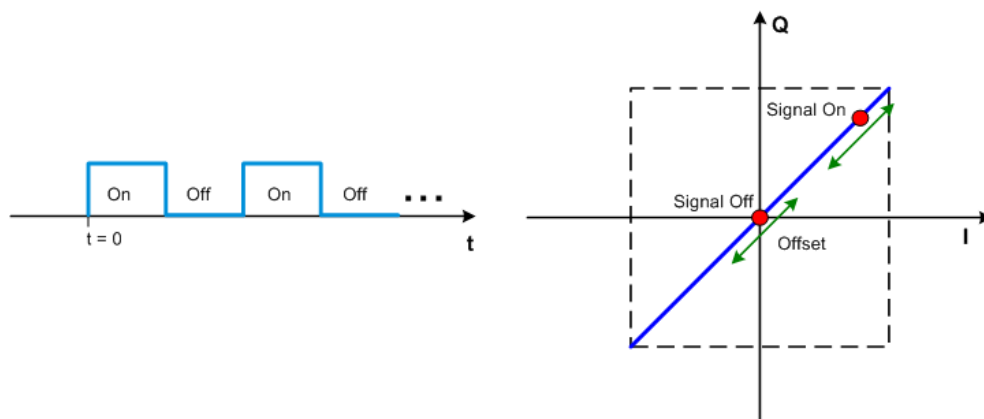 On
Off
On
Off
...
t = 0
t
Q
Signal On
Signal Off
Offset
I